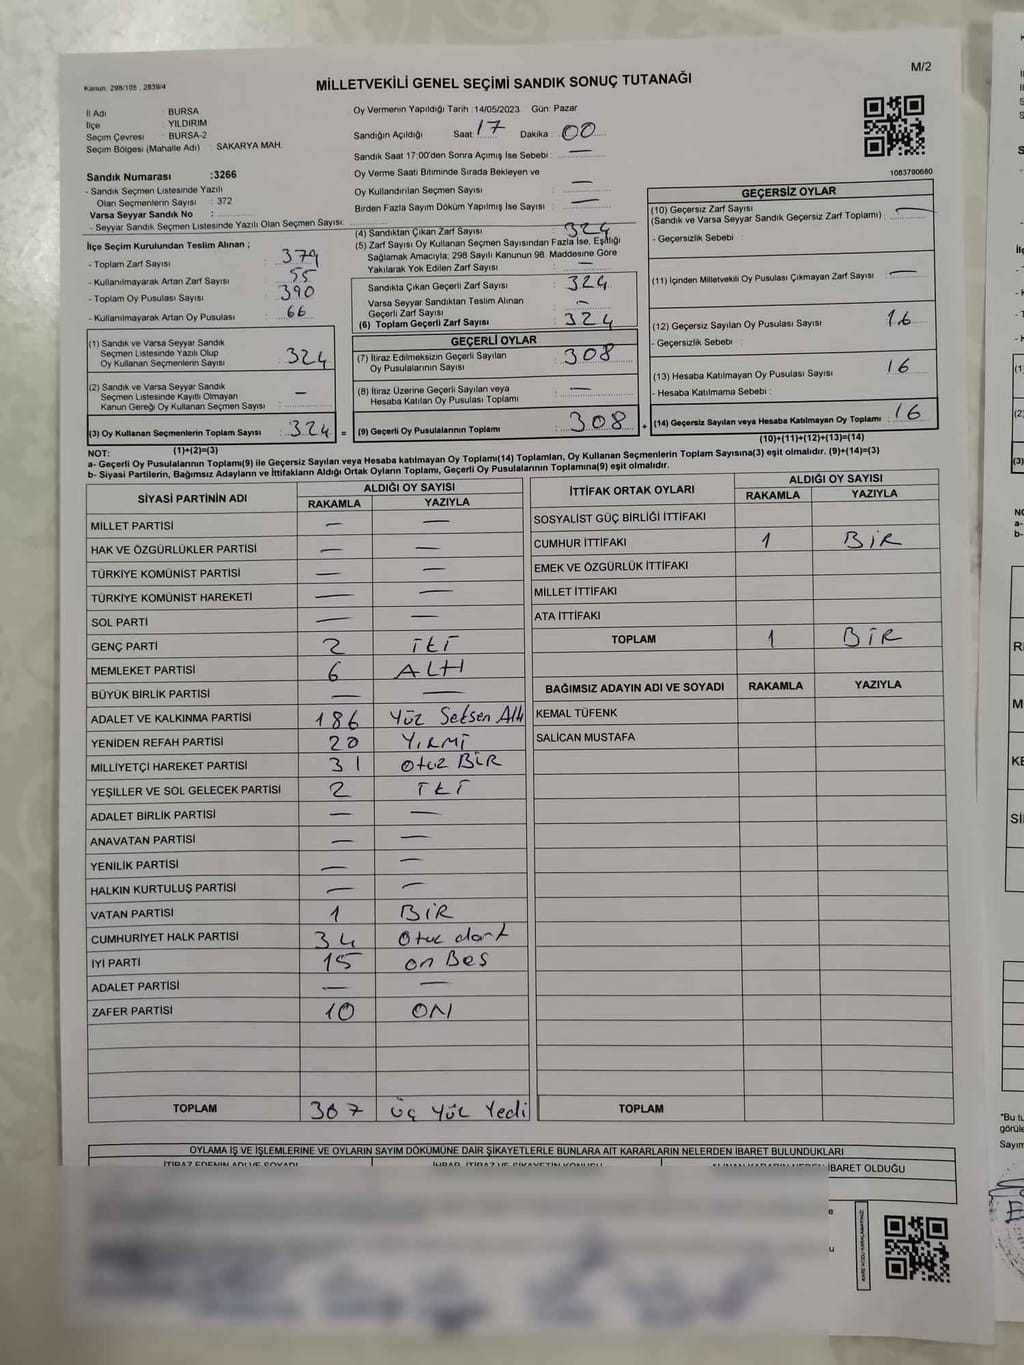 M/2
Kanun, 298/105 , 2839/4
MİLLETVEKİLİ GENEL SEÇİMİ SANDIK SONUÇ TUTANAĞI
İl Adı : BURSA
İlçe : YILDIRIM
Seçim Çevresi : BURSA-2
Seçim Bölgesi (Mahalle Adı) : SAKARYA MAH.
Oy Vermenin Yapıldığı Tarih :14/05/2023 Gün: Pazar
Sandığın Açıldığı Saat: 17 Dakika : 00
Sandık Saat 17:00'den Sonra Açımış İse Sebebi : —
Oy Verme Saati Bitiminde Sırada Bekleyen ve
Oy Kullandırılan Seçmen Sayısı : —
Birden Fazla Sayım Döküm Yapılmış İse Sayısı : —
1083790680
Sandık Numarası :3266
- Sandık Seçmen Listesinde Yazılı
Olan Seçmenlerin Sayısı : 372
Varsa Seyyar Sandık No :
- Seyyar Sandık Seçmen Listesinde Yazılı Olan Seçmen Sayısı:
İlçe Seçim Kurulundan Teslim Alınan ;
- Toplam Zarf Sayısı : 379
- Kullanılmayarak Artan Zarf Sayısı : 55
- Toplam Oy Pusulası Sayısı : 390
- Kullanılmayarak Artan Oy Pusulası : 66
(4) Sandıktan Çıkan Zarf Sayısı : 324
(5) Zarf Sayısı Oy Kullanan Seçmen Sayısından Fazla İse, Eşitliği
Sağlamak Amacıyla; 298 Sayılı Kanunun 98. Maddesine Göre
Yakılarak Yok Edilen Zarf Sayısı : —
Sandıkta Çıkan Geçerli Zarf Sayısı : 324
Varsa Seyyar Sandıktan Teslim Alınan
Geçerli Zarf Sayısı : —
(6) Toplam Geçerli Zarf Sayısı : 324
GEÇERSİZ OYLAR
(10) Geçersiz Zarf Sayısı
(Sandık ve Varsa Seyyar Sandık Geçersiz Zarf Toplamı) : —
- Geçersizlik Sebebi :
(11) İçinden Milletvekili Oy Pusulası Çıkmayan Zarf Sayısı : —
(12) Geçersiz Sayılan Oy Pusulası Sayısı : 16
- Geçersizlik Sebebi :
(13) Hesaba Katılmayan Oy Pusulası Sayısı : 16
- Hesaba Katılmama Sebebi :
(14) Geçersiz Sayılan veya Hesaba Katılmayan Oy Toplamı : 16
(10)+(11)+(12)+(13)=(14)
(1) Sandık ve Varsa Seyyar Sandık
Seçmen Listesinde Yazılı Olup
Oy Kullanan Seçmenlerin Sayısı : 324
(2) Sandık ve Varsa Seyyar Sandık
Seçmen Listesinde Kayıtlı Olmayan
Kanun Gereği Oy Kullanan Seçmen Sayısı : —
(3) Oy Kullanan Seçmenlerin Toplam Sayısı : 324 =
(1)+(2)=(3)
GEÇERLİ OYLAR
(7) İtiraz Edilmeksizin Geçerli Sayılan
Oy Pusulalarının Sayısı : 308
(8) İtiraz Üzerine Geçerli Sayılan veya
Hesaba Katılan Oy Pusulası Toplamı : —
(9) Geçerli Oy Pusulalarının Toplamı : 308 +
NOT:
a- Geçerli Oy Pusulalarının Toplamı(9) ile Geçersiz Sayılan veya Hesaba katılmayan Oy Toplamı(14) Toplamları, Oy Kullanan Seçmenlerin Toplam Sayısına(3) eşit olmalıdır. (9)+(14)=(3)
b- Siyasi Partilerin, Bağımsız Adayların ve İttifakların Aldığı Ortak Oyların Toplamı, Geçerli Oy Pusulalarının Toplamına(9) eşit olmalıdır.
SİYASİ PARTİNİN ADI ALDIĞI OY SAYISI
RAKAMLA YAZIYLA
MİLLET PARTİSİ — —
HAK VE ÖZGÜRLÜKLER PARTİSİ — —
TÜRKİYE KOMÜNİST PARTİSİ — —
TÜRKİYE KOMÜNİST HAREKETİ — —
SOL PARTİ — —
GENÇ PARTİ 2 İKİ
MEMLEKET PARTİSİ 6 ALTI
BÜYÜK BİRLİK PARTİSİ — —
ADALET VE KALKINMA PARTİSİ 186 Yüz Seksen Altı
YENİDEN REFAH PARTİSİ 20 YİRMİ
MİLLİYETÇİ HAREKET PARTİSİ 31 Otuz BİR
YEŞİLLER VE SOL GELECEK PARTİSİ 2 İKİ
ADALET BİRLİK PARTİSİ — —
ANAVATAN PARTİSİ — —
YENİLİK PARTİSİ — —
HALKIN KURTULUŞ PARTİSİ — —
VATAN PARTİSİ 1 BİR
CUMHURİYET HALK PARTİSİ 34 Otuz dört
İYİ PARTİ 15 on Beş
ADALET PARTİSİ — —
ZAFER PARTİSİ 10 ON
TOPLAM 307 Üç Yüz Yedi
İTTİFAK ORTAK OYLARI ALDIĞI OY SAYISI
RAKAMLA YAZIYLA
SOSYALİST GÜÇ BİRLİĞİ İTTİFAKI
CUMHUR İTTİFAKI 1 BİR
EMEK VE ÖZGÜRLÜK İTTİFAKI
MİLLET İTTİFAKI
ATA İTTİFAKI
TOPLAM 1 BİR
BAĞIMSIZ ADAYIN ADI VE SOYADI RAKAMLA YAZIYLA
KEMAL TÜFENK
SALİCAN MUSTAFA
TOPLAM
OYLAMA İŞ VE İŞLEMLERİNE VE OYLARIN SAYIM DÖKÜMÜNE DAİR ŞİKAYETLERLE BUNLARA AİT KARARLARIN NELERDEN İBARET BULUNDUKLARI
İTİRAZ EDENİN ADI VE SOYADI İHBAR, İTİRAZ VE ŞİKAYETİN KONUSU ALINAN KARARIN NEREDEN İBARET OLDUĞU